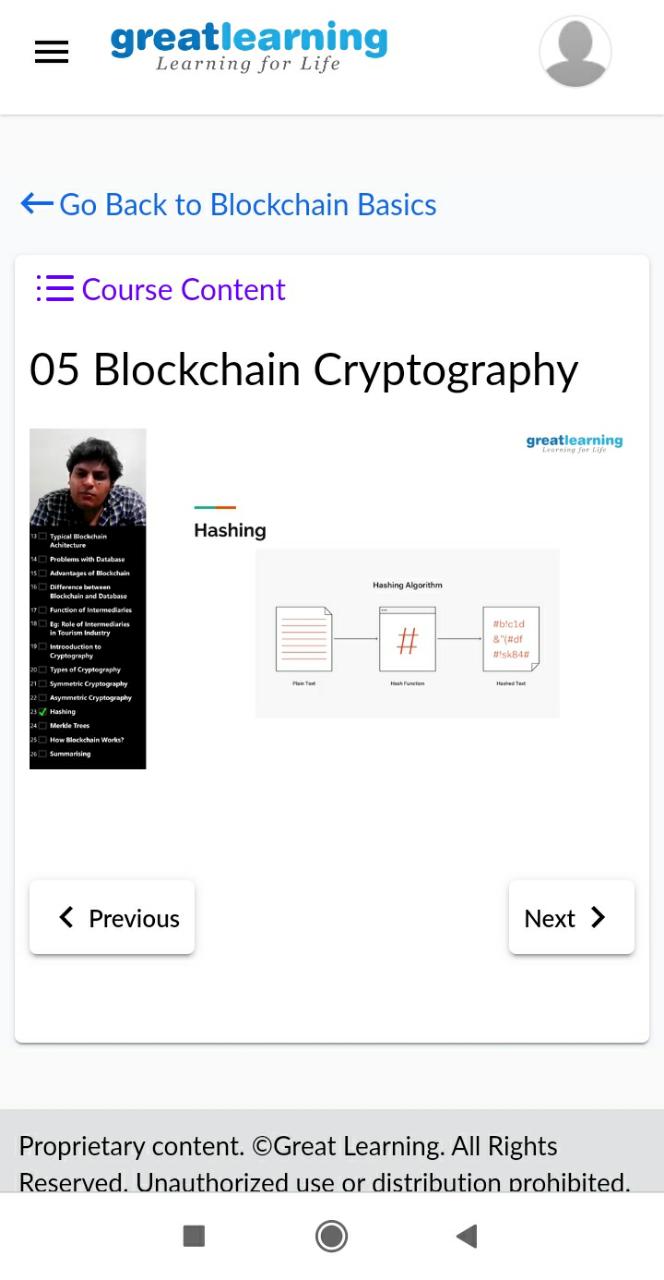 greatlearning
Learning for Life
Go Back to Blockchain Basics
Course Content
05 Blockchain Cryptography
greatlearning
Learning for Life
13 Typical Blockchain
Achitecture
14 Problems with Database
15 Advantages of Blockchain
16 Difference between
Blockchain and Database
17 Function of Intermediaries
18 Eg: Role of Intermediaries
in Tourism Industry
19 Introduction to
Cryptography
20 Types of Cryptography
21 Symmetric Cryptography
22 Asymmetric Cryptography
23 Hashing
24 Merkle Trees
25 How Blockchain Works?
26 Summarising
Hashing
Hashing Algorithm
#
#b!c1d
&"(#df
#!sk84#
Plain Text
Hash Function
Hashed Text
Previous
Next
Proprietary content. ©Great Learning. All Rights
Reserved. Unauthorized use or distribution prohibited.